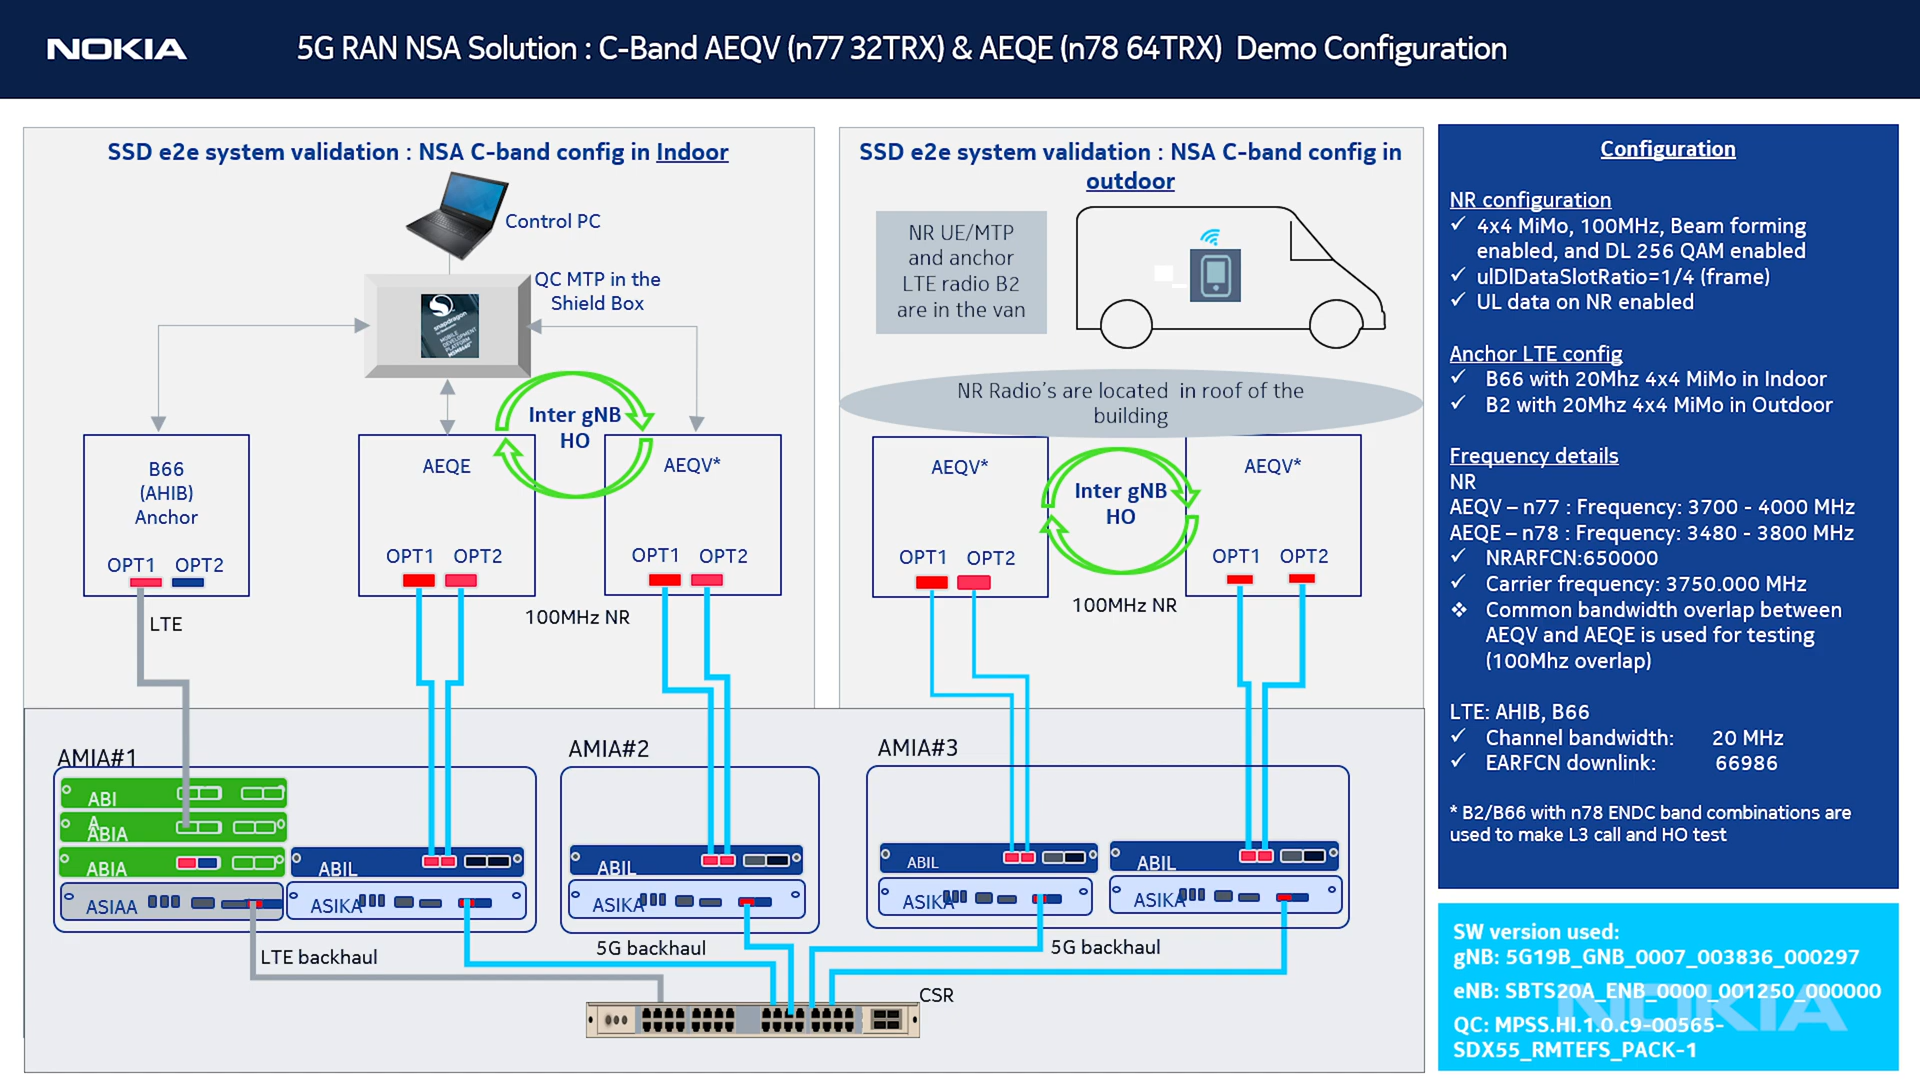 NOKIA
5G RAN NSA Solution : C-Band AEQV (n77 32TRX) & AEQE (n78 64TRX) Demo Configuration
SSD e2e system validation : NSA C-band config in Indoor
Control PC
QC MTP in the
Shield Box
snapdragon
MOBILE
DEVELOPMENT
PLATFORM
Inter gNB
HO
B66
(AHIB)
Anchor
OPT1 OPT2
AEQE
OPT1 OPT2
AEQV*
OPT1 OPT2
LTE
100MHz NR
SSD e2e system validation : NSA C-band config in
outdoor
NR UE/MTP
and anchor
LTE radio B2
are in the van
NR Radio's are located in roof of the
building
AEQV*
OPT1 OPT2
Inter gNB
HO
AEQV*
OPT1 OPT2
100MHz NR
AMIA#1
ABI
A
ABIA
ABIA
ASIAA
ABIL
ASIKA
AMIA#2
ABIL
ASIKA
AMIA#3
ABIL
ASIKA
ABIL
ASIKA
LTE backhaul
5G backhaul
5G backhaul
CSR
Configuration
NR configuration
✓ 4x4 MiMo, 100MHz, Beam forming
enabled, and DL 256 QAM enabled
✓ ulDlDataSlotRatio=1/4 (frame)
✓ UL data on NR enabled
Anchor LTE config
✓ B66 with 20Mhz 4x4 MiMo in Indoor
✓ B2 with 20Mhz 4x4 MiMo in Outdoor
Frequency details
NR
AEQV – n77 : Frequency: 3700 - 4000 MHz
AEQE – n78 : Frequency: 3480 - 3800 MHz
✓ NRARFCN:650000
✓ Carrier frequency: 3750.000 MHz
❖ Common bandwidth overlap between
AEQV and AEQE is used for testing
(100Mhz overlap)
LTE: AHIB, B66
✓ Channel bandwidth: 20 MHz
✓ EARFCN downlink: 66986
* B2/B66 with n78 ENDC band combinations are
used to make L3 call and HO test
SW version used:
gNB: 5G19B_GNB_0007_003836_000297
eNB: SBTS20A_ENB_0000_001250_000000
QC: MPSS.HI.1.0.c9-00565-
SDX55_RMTEFS_PACK-1
NOKIA